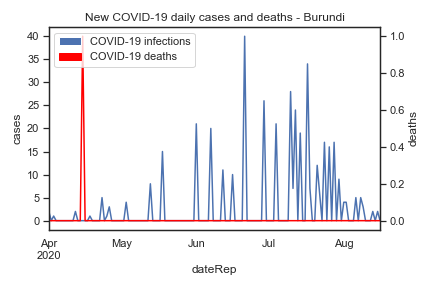 New COVID-19 daily cases and deaths - Burundi
COVID-19 infections
COVID-19 deaths
cases
deaths
40
35
30
25
20
15
10
5
0
1.0
0.8
0.6
0.4
0.2
0.0
Apr
2020
May
Jun
Jul
Aug
dateRep